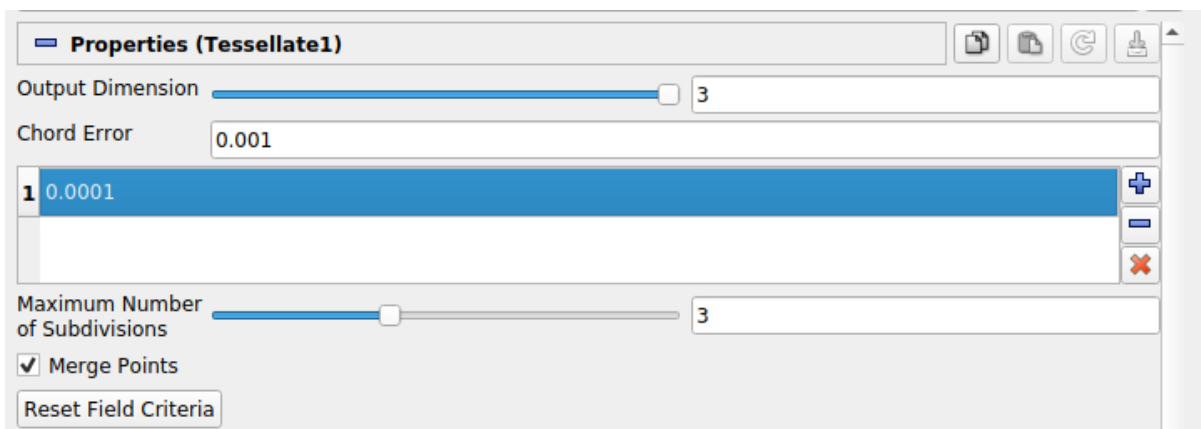 Properties (Tessellate1)
Output Dimension 3
Chord Error 0.001
1 0.0001
Maximum Number
of Subdivisions 3
Merge Points
Reset Field Criteria